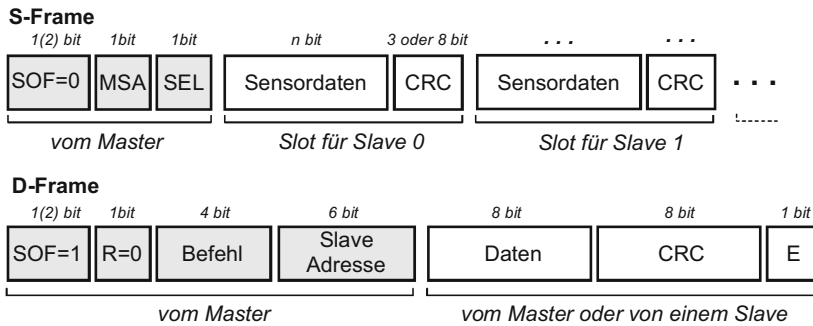 S-Frame
1(2) bit 1bit 1bit n bit 3 oder 8 bit . . . . . .
SOF=0 MSA SEL Sensordaten CRC Sensordaten CRC . . .
vom Master Slot für Slave 0 Slot für Slave 1
D-Frame
1(2) bit 1bit 4 bit 6 bit 8 bit 8 bit 1 bit
SOF=1 R=0 Befehl Slave Adresse Daten CRC E
vom Master vom Master oder von einem Slave